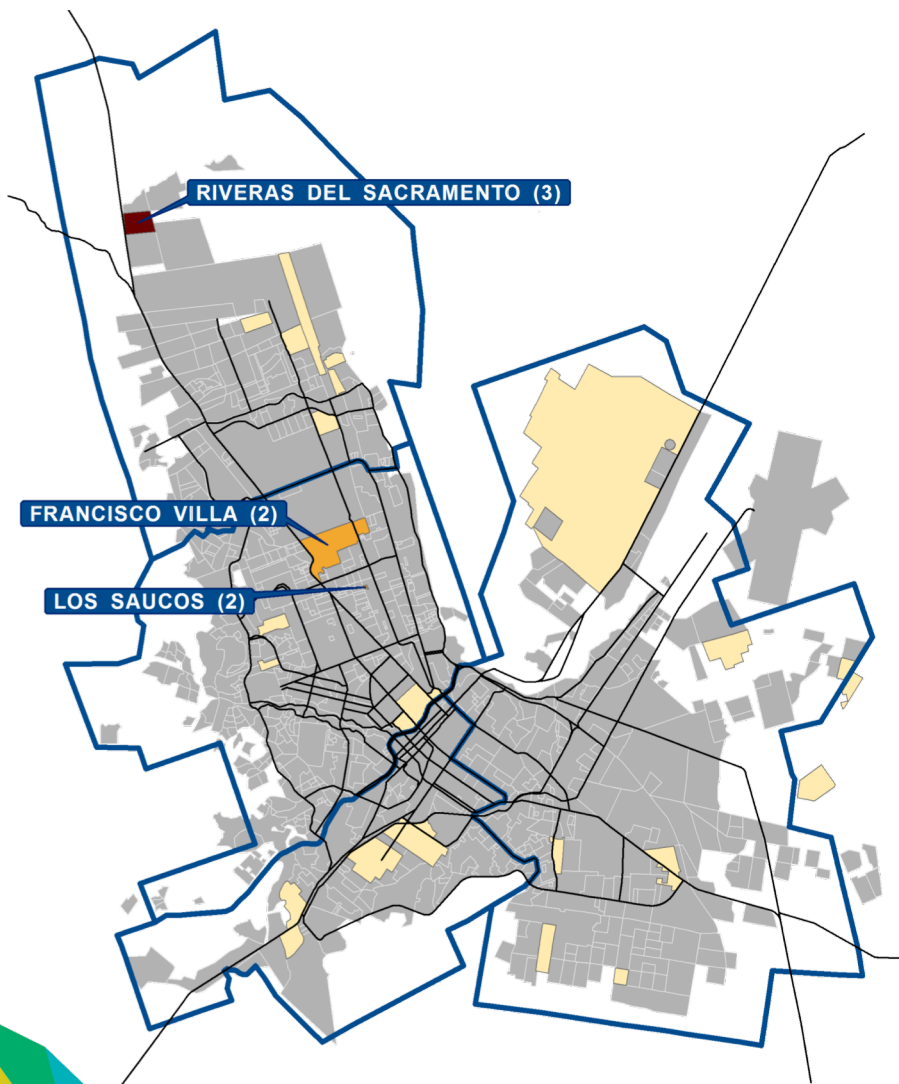 RIVERAS DEL SACRAMENTO (3)
FRANCISCO VILLA (2)
LOS SAUCOS (2)